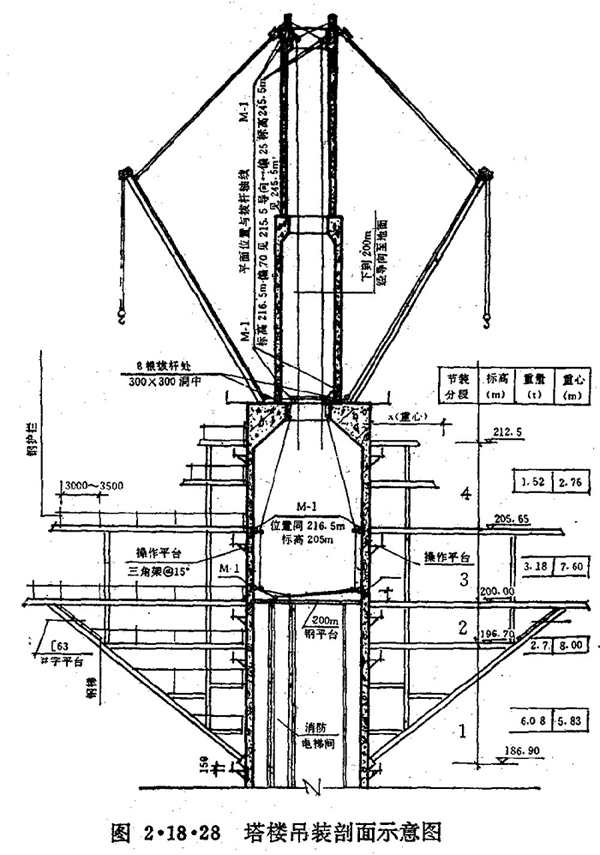 M-1
平面位置与拔杆轴线
标高216.5m·偏70见215.5导向一偏25标高245.5m
见245.5m,
M-1
下到200m
经导向至地面
8根拔杆处
300×300洞中
钢护栏
3000～3500
x(重心)
节装分段 标高(m) 重量(t) 重心(m)
212.5
4 1.52 2.76
205.65
M-1
位置同216.5m
标高205m
操作平台
三角架@15°
操作平台
M-1
3 3.18 7.60
200.00
200m
钢平台
2 196.70
2.7 8.00
[63
井字平台
钢梯
消防
电梯间
1 6.08 5.83
186.90
150
N
图 2·18·28 塔楼吊装剖面示意图